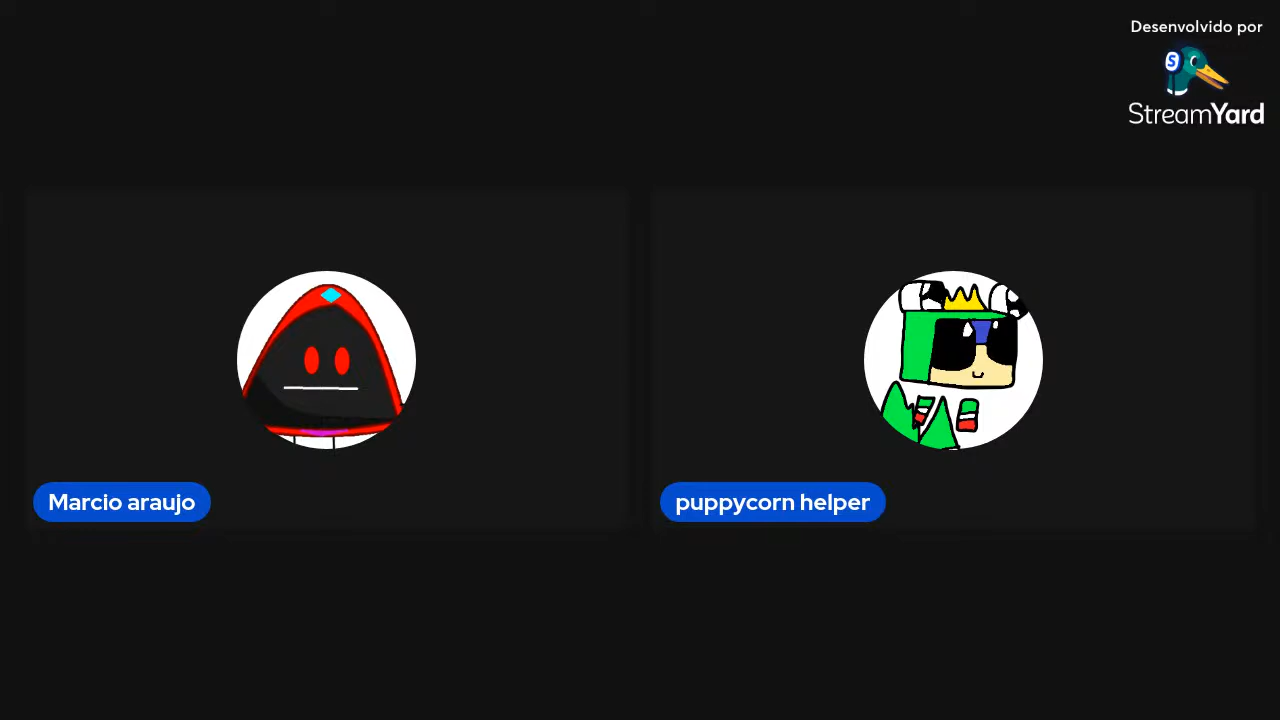 Desenvolvido por
S
StreamYard
Marcio araujo
puppycorn helper